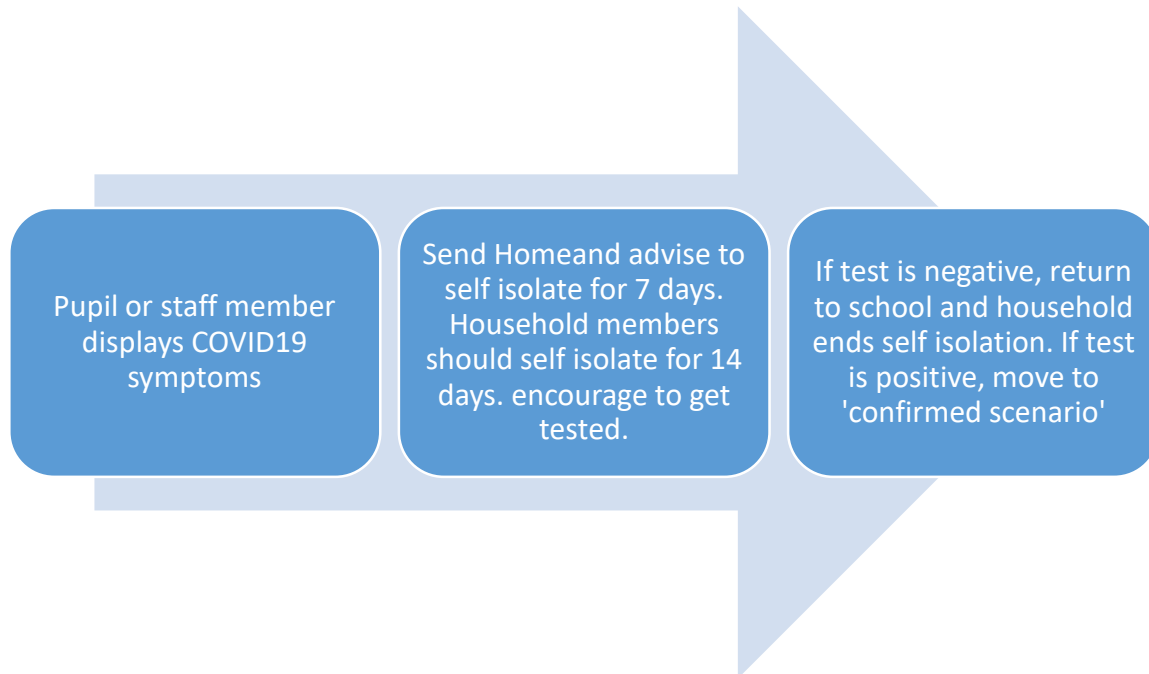 Pupil or staff member
displays COVID19
symptoms
Send Homeand advise to
self isolate for 7 days.
Household members
should self isolate for 14
days. encourage to get
tested.
If test is negative, return
to school and household
ends self isolation. If test
is positive, move to
'confirmed scenario'